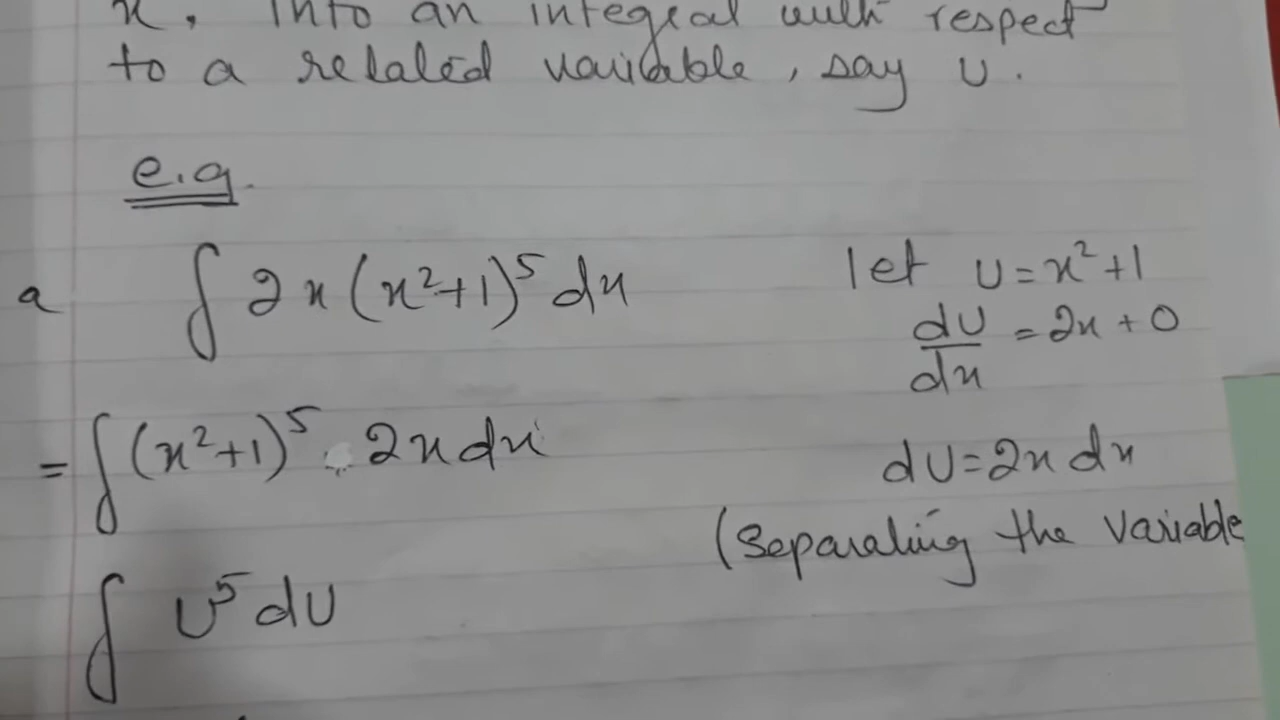 x, into an integral with respect
to a related variable, say u.
e.g.
a ∫ 2x(x²+1)⁵ dx let u = x²+1
du/dx = 2x + 0
= ∫ (x²+1)⁵ . 2x dx du = 2x dx
(Separating the variable
∫ u⁵ du